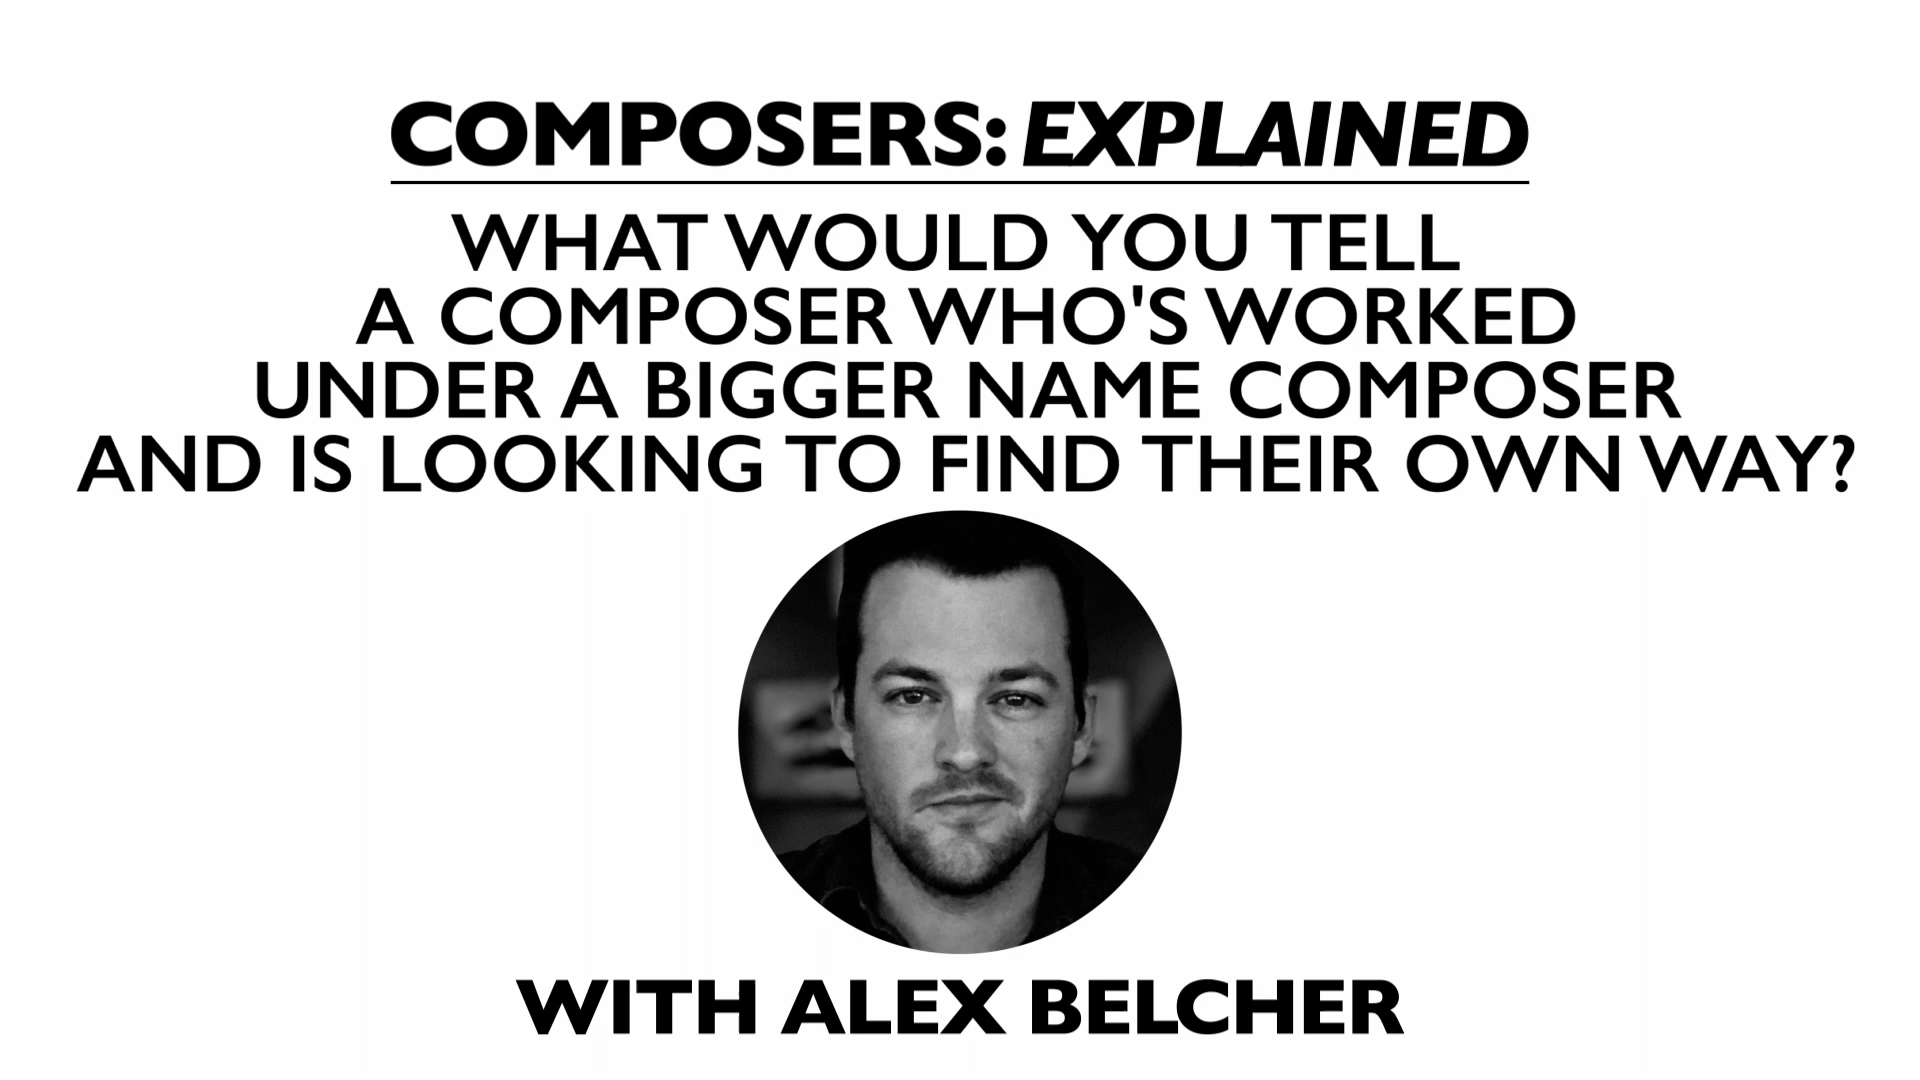 COMPOSERS: EXPLAINED
WHAT WOULD YOU TELL
A COMPOSER WHO'S WORKED
UNDER A BIGGER NAME COMPOSER
AND IS LOOKING TO FIND THEIR OWN WAY?
WITH ALEX BELCHER